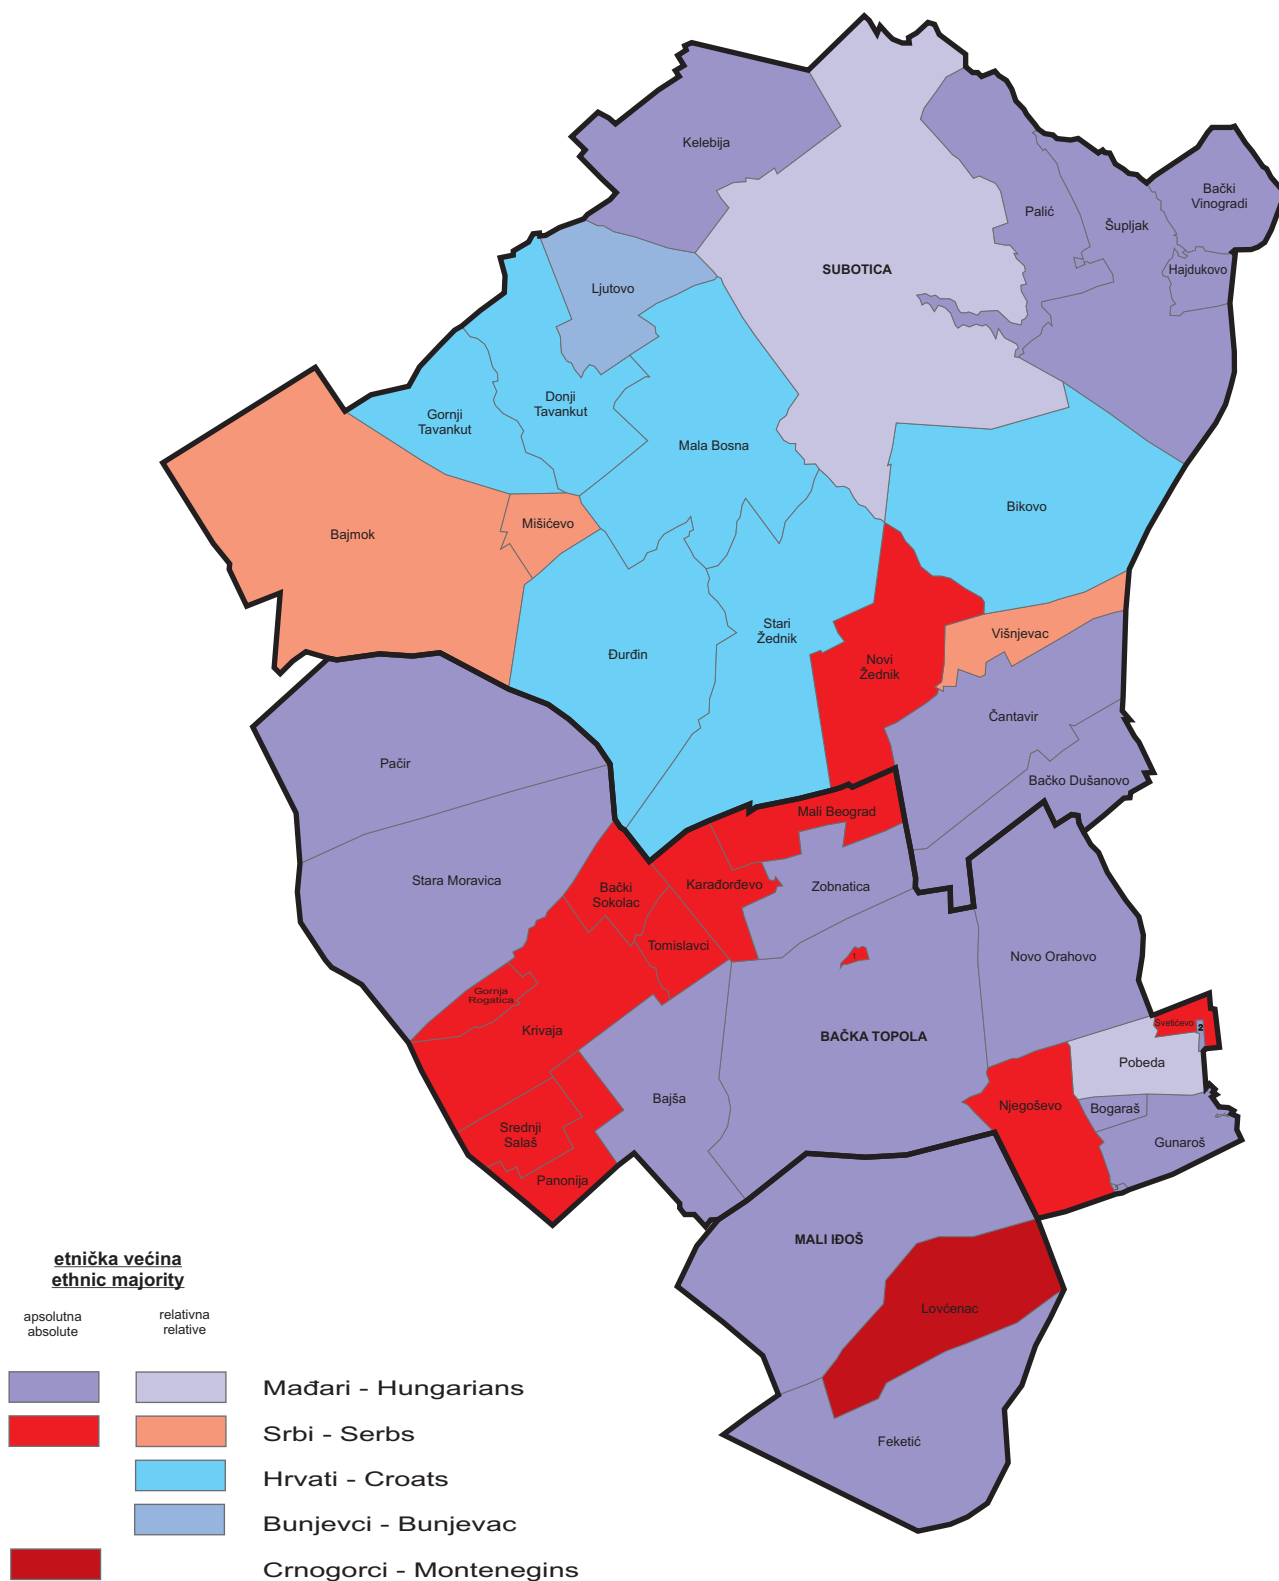 Kelebija
Bački
Vinogradi
Palić
Šupljak
SUBOTICA
Hajdukovo
Ljutovo
Donji
Tavankut
Gornji
Tavankut
Mala Bosna
Bikovo
Mišićevo
Bajmok
Stari
Žednik
Višnjevac
Đurđin
Novi
Žednik
Čantavir
Pačir
Bačko Dušanovo
Mali Beograd
Stara Moravica
Bački
Sokolac
Karađorđevo
Zobnatica
Tomislavci
1
Novo Orahovo
Gornja
Rogatica
Krivaja
BAČKA TOPOLA
Svetićevo
2
Pobeda
Bajša
Njegoševo
Bogaraš
Srednji
Salaš
Gunaroš
Panonija
MALI IĐOŠ
Lovćenac
Feketić
etnička većina
ethnic majority
apsolutna
absolute
relativna
relative
Mađari - Hungarians
Srbi - Serbs
Hrvati - Croats
Bunjevci - Bunjevac
Crnogorci - Montenegins